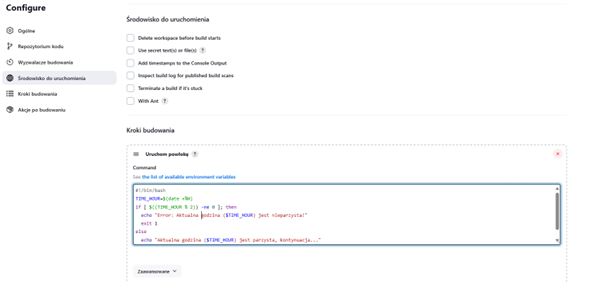 Configure
Ogólne
Repozytorium kodu
Wyzwalacze budowania
Środowisko do uruchomienia
Kroki budowania
Akcje po budowaniu
Środowisko do uruchomienia
Delete workspace before build starts
Use secret text(s) or file(s) ?
Add timestamps to the Console Output
Inspect build log for published build scans
Terminate a build if it's stuck
With Ant ?
Kroki budowania
Uruchom powłokę ?
Command
See the list of available environment variables
#!/bin/bash
TIME_HOUR=$(date +%H)
if [ $((TIME_HOUR % 2)) -ne 0 ]; then
echo "Error: Aktualna godzina ($TIME_HOUR) jest nieparzysta!"
exit 1
else
echo "Aktualna godzina ($TIME_HOUR) jest parzysta, kontynuacja..."
Zaawansowane